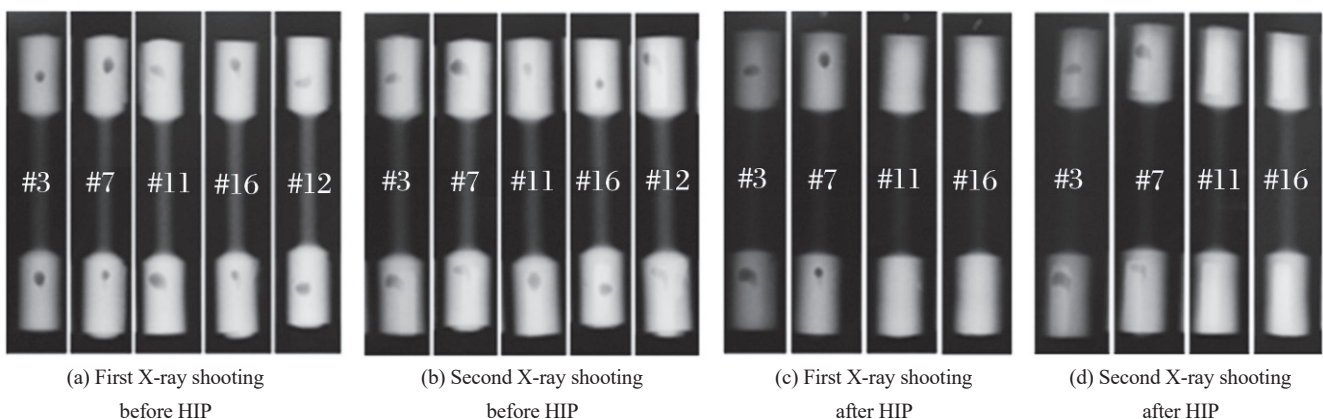 #3 #7 #11 #16 #12
#3 #7 #11 #16 #12
#3 #7 #11 #16
#3 #7 #11 #16
(a) First X-ray shooting
before HIP
(b) Second X-ray shooting
before HIP
(c) First X-ray shooting
after HIP
(d) Second X-ray shooting
after HIP